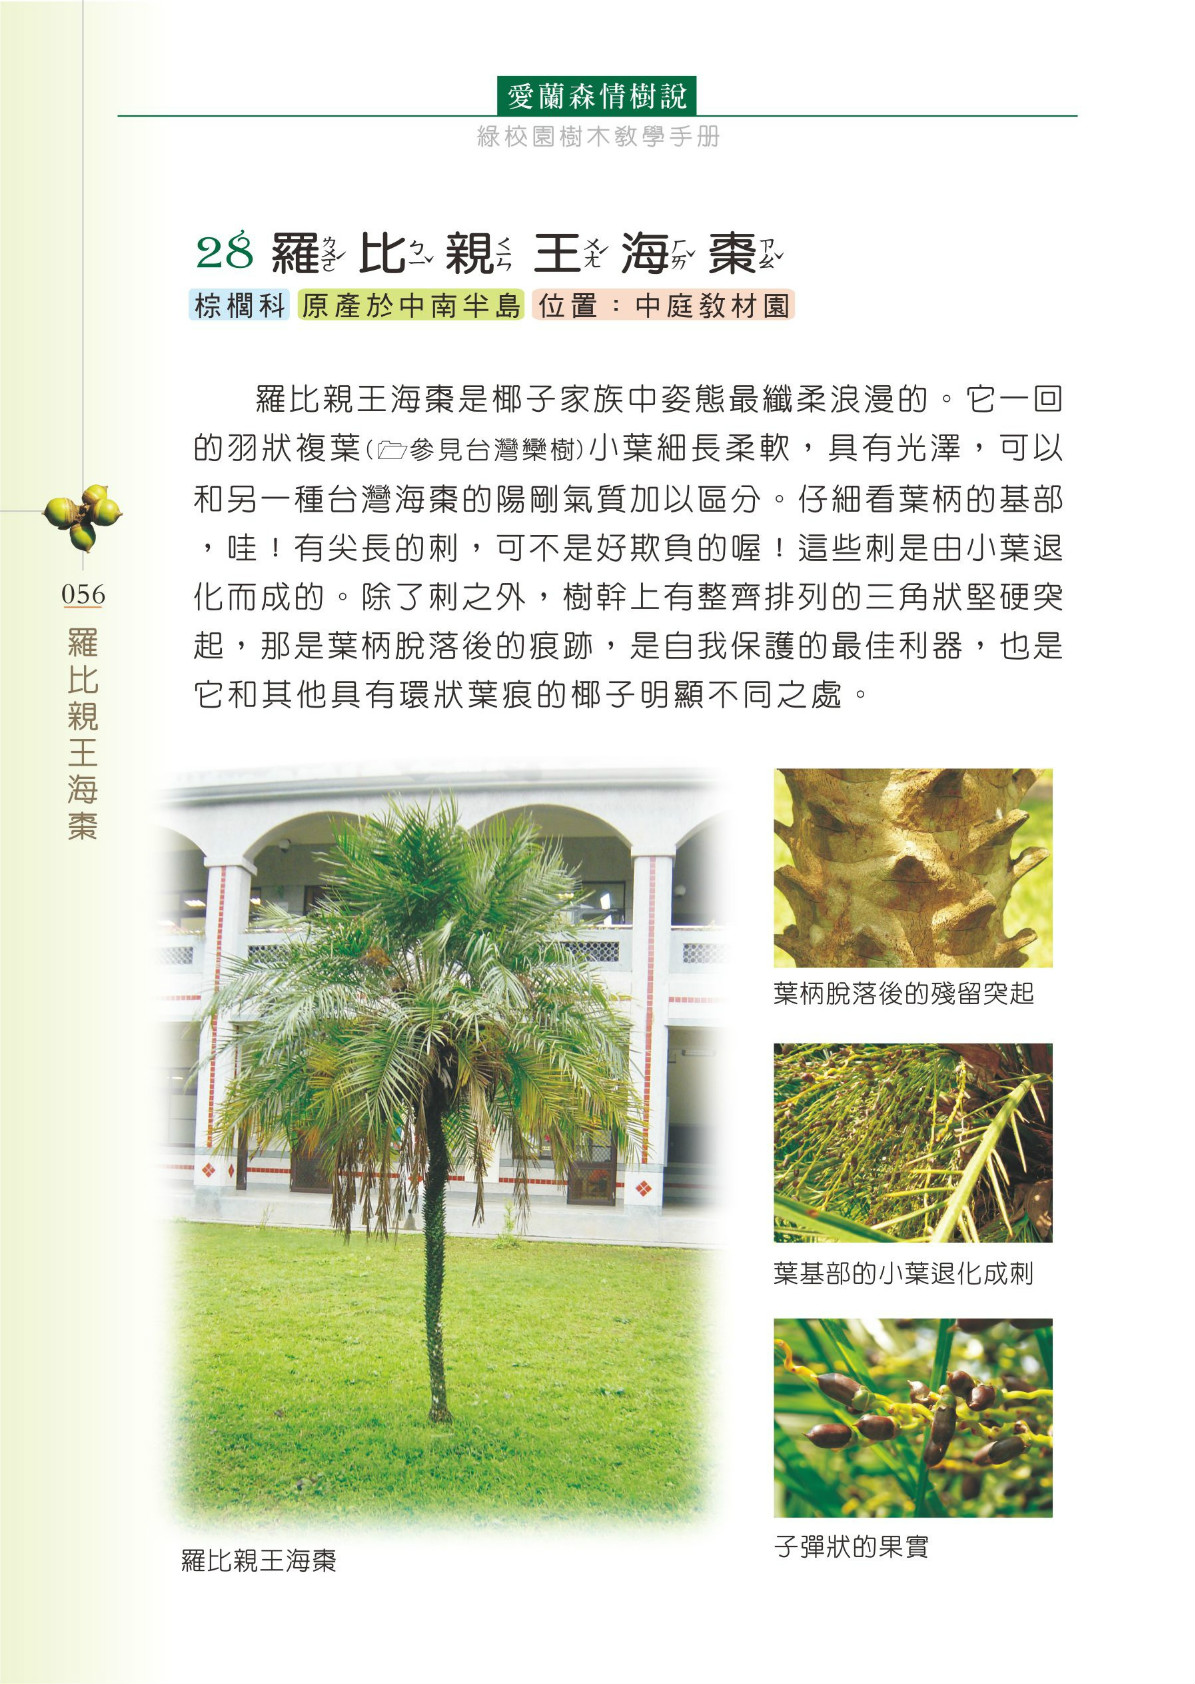 愛蘭森情樹說
綠校園樹木教學手册
28 羅ㄌㄨㄛˊ比ㄅㄧˇ親ㄑㄧㄣ王ㄨㄤˊ海ㄏㄞˇ棗ㄗㄠˇ
棕櫚科 原產於中南半島 位置：中庭教材園
羅比親王海棗是椰子家族中姿態最纖柔浪漫的。它一回
的羽狀複葉(參見台灣欒樹)小葉細長柔軟，具有光澤，可以
和另一種台灣海棗的陽剛氣質加以區分。仔細看葉柄的基部
，哇！有尖長的刺，可不是好欺負的喔！這些刺是由小葉退
化而成的。除了刺之外，樹幹上有整齊排列的三角狀堅硬突
起，那是葉柄脫落後的痕跡，是自我保護的最佳利器，也是
它和其他具有環狀葉痕的椰子明顯不同之處。
056
羅比親王海棗
葉柄脫落後的殘留突起
葉基部的小葉退化成刺
子彈狀的果實
羅比親王海棗